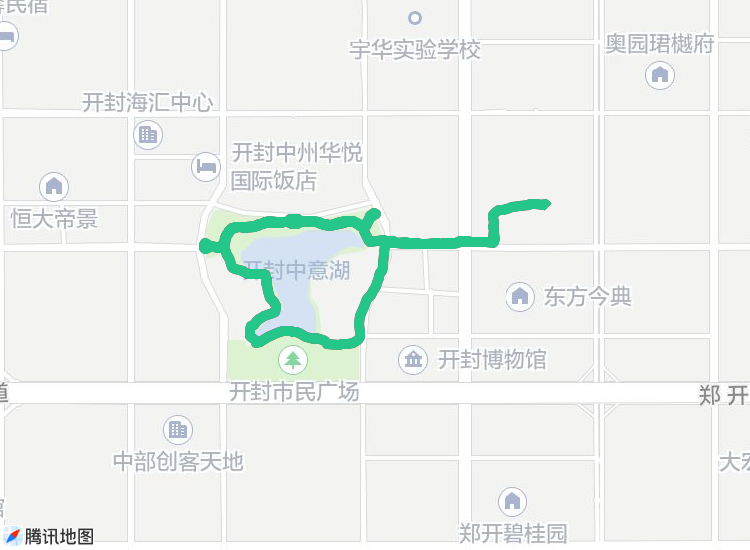 宇华实验学校
奥园珺樾府
开封海汇中心
开封中州华悦
国际饭店
恒大帝景
开封中意湖
东方今典
开封博物馆
开封市民广场
郑 开
中部创客天地
郑开碧桂园
腾讯地图